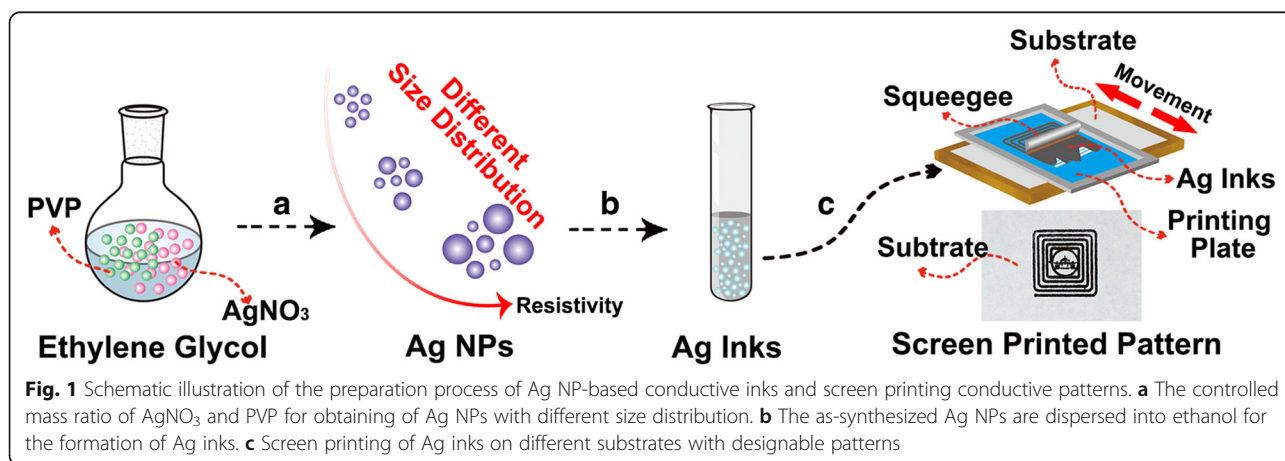 PVP
AgNO₃
Ethylene Glycol
a
Different
Size Distribution
Resistivity
Ag NPs
b
Ag Inks
c
Substrate
Movement
Squeegee
Ag Inks
Printing
Plate
Subtrate
Screen Printed Pattern
Fig. 1 Schematic illustration of the preparation process of Ag NP-based conductive inks and screen printing conductive patterns. a The controlled
mass ratio of AgNO₃ and PVP for obtaining of Ag NPs with different size distribution. b The as-synthesized Ag NPs are dispersed into ethanol for
the formation of Ag inks. c Screen printing of Ag inks on different substrates with designable patterns